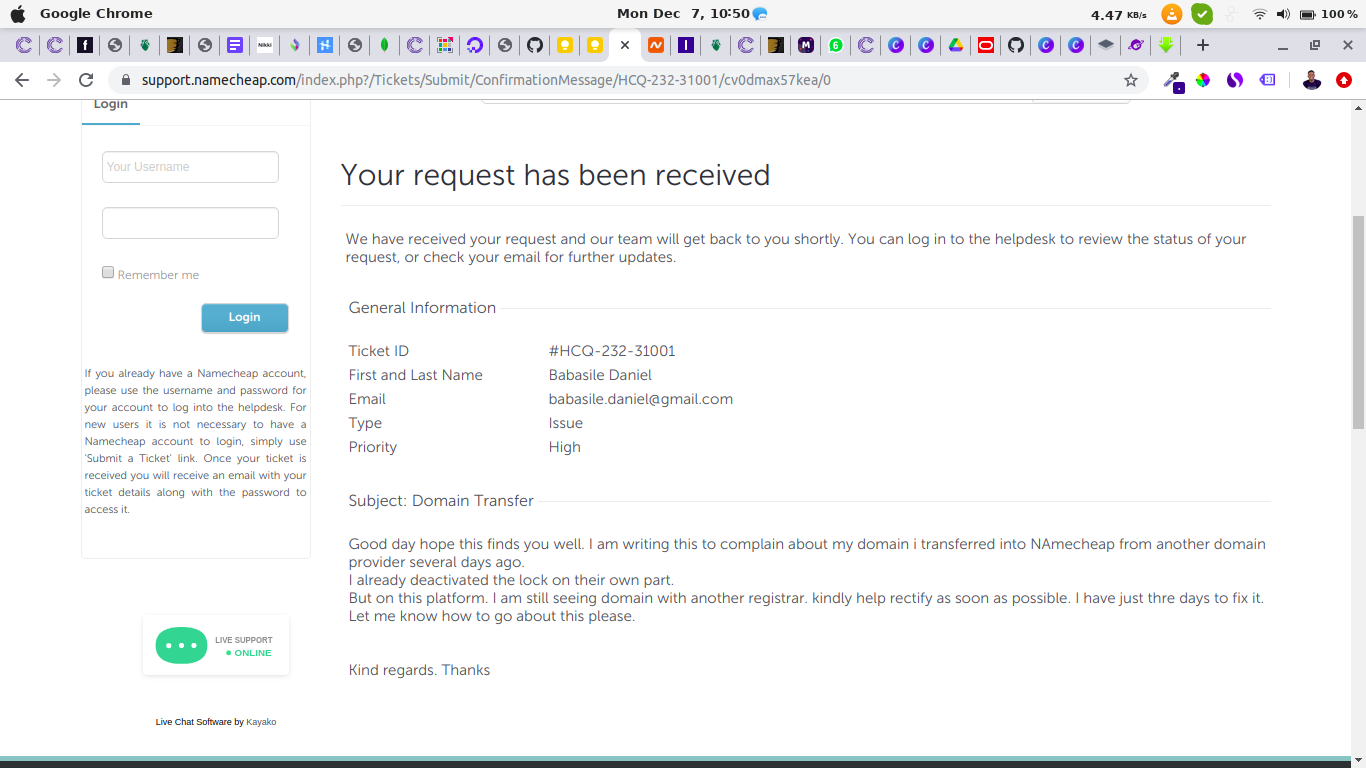 Google Chrome
Mon Dec 7, 10:50
4.47 KB/s
100 %
support.namecheap.com/index.php?/Tickets/Submit/ConfirmationMessage/HCQ-232-31001/cv0dmax57kea/0
Login
Your Username
Remember me
Login
If you already have a Namecheap account,
please use the username and password for
your account to log into the helpdesk. For
new users it is not necessary to have a
Namecheap account to login, simply use
'Submit a Ticket' link. Once your ticket is
received you will receive an email with your
ticket details along with the password to
access it.
LIVE SUPPORT
ONLINE
Live Chat Software by Kayako
Your request has been received
We have received your request and our team will get back to you shortly. You can log in to the helpdesk to review the status of your
request, or check your email for further updates.
General Information
Ticket ID #HCQ-232-31001
First and Last Name Babasile Daniel
Email babasile.daniel@gmail.com
Type Issue
Priority High
Subject: Domain Transfer
Good day hope this finds you well. I am writing this to complain about my domain i transferred into NAmecheap from another domain
provider several days ago.
I already deactivated the lock on their own part.
But on this platform. I am still seeing domain with another registrar. kindly help rectify as soon as possible. I have just thre days to fix it.
Let me know how to go about this please.
Kind regards. Thanks